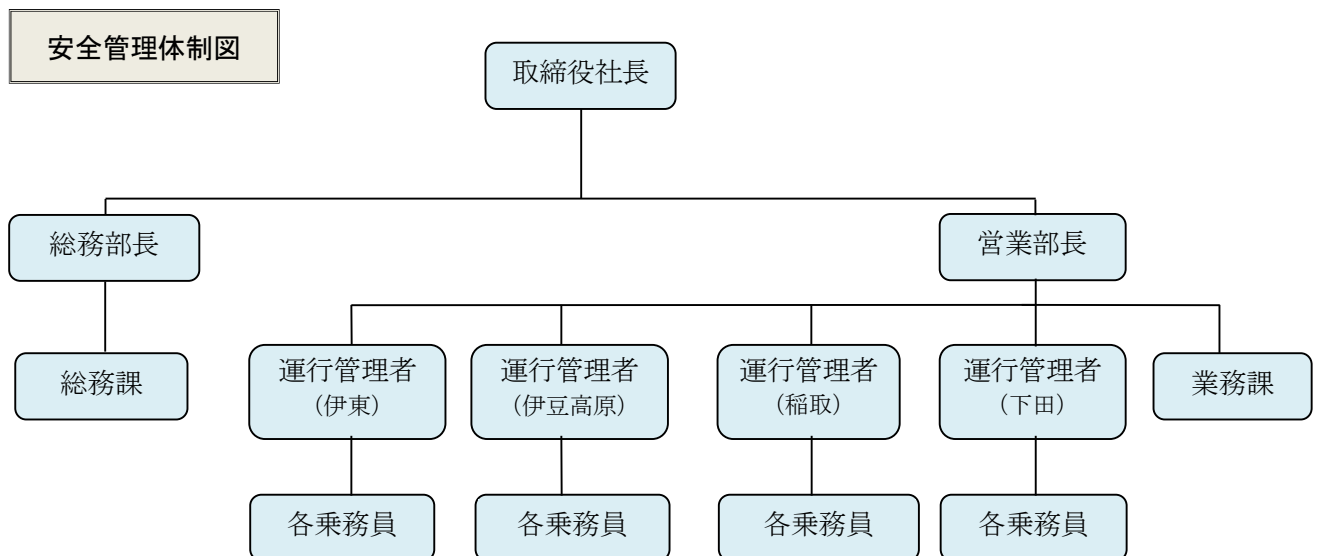 安全管理体制図
取締役社長
総務部長
営業部長
総務課
運行管理者
（伊東）
運行管理者
（伊豆高原）
運行管理者
（稲取）
運行管理者
（下田）
業務課
各乗務員
各乗務員
各乗務員
各乗務員